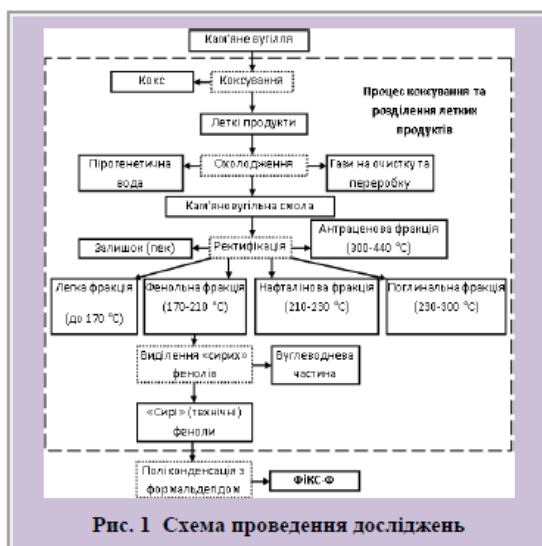 Кам'яне вугілля
Кокс
Коксування
Процес коксування та
розділення летких
продуктів
Леткі продукти
Пірогенетична
вода
Охолодження
Гази на очистку та
переробку
Кам'яновугільна смола
Антраценова фракція
(300-440 °C)
Залишок (пек)
Ректифікація
Легка фракція
(до 170 °C)
Фенольна фракція
(170-210 °C)
Нафталінова фракція
(210-230 °C)
Поглинальна фракція
(230-300 °C)
Виділення «сирих»
фенолів
Вуглеводнева
частина
«Сирі» (технічні)
феноли
Поліконденсація з
формальдегідом
ФіКС-Ф
Рис. 1 Схема проведення досліджень